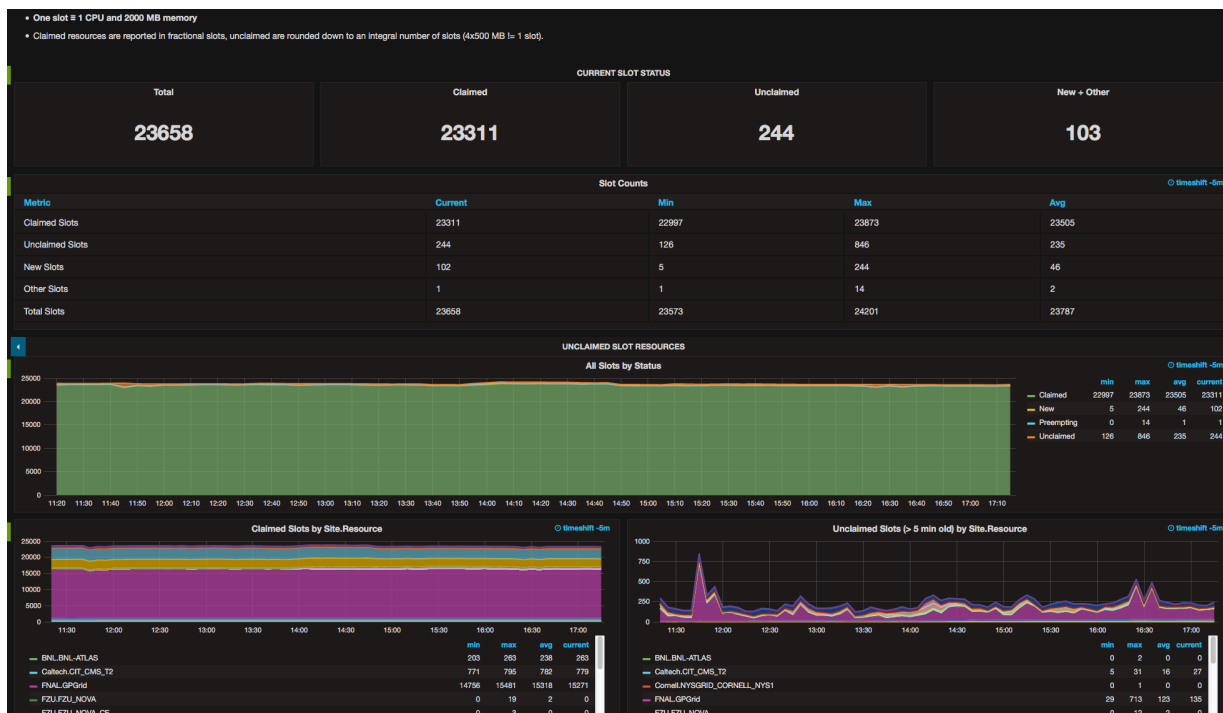 • One slot ≡ 1 CPU and 2000 MB memory
• Claimed resources are reported in fractional slots, unclaimed are rounded down to an integral number of slots (4x500 MB != 1 slot).
CURRENT SLOT STATUS
Total Claimed Unclaimed New + Other
23658 23311 244 103
Slot Counts timeshift -5m
Metric Current Min Max Avg
Claimed Slots 23311 22997 23873 23505
Unclaimed Slots 244 126 846 235
New Slots 102 5 244 46
Other Slots 1 1 14 2
Total Slots 23658 23573 24201 23787
UNCLAIMED SLOT RESOURCES
All Slots by Status timeshift -5m
25000
20000
15000
10000
5000
0
11:20 11:30 11:40 11:50 12:00 12:10 12:20 12:30 12:40 12:50 13:00 13:10 13:20 13:30 13:40 13:50 14:00 14:10 14:20 14:30 14:40 14:50 15:00 15:10 15:20 15:30 15:40 15:50 16:00 16:10 16:20 16:30 16:40 16:50 17:00 17:10
min max avg current
Claimed 22997 23873 23505 23311
New 5 244 46 102
Preempting 0 14 1 1
Unclaimed 126 846 235 244
Claimed Slots by Site.Resource timeshift -5m
25000
20000
15000
10000
5000
0
11:30 12:00 12:30 13:00 13:30 14:00 14:30 15:00 15:30 16:00 16:30 17:00
min max avg current
BNL.BNL-ATLAS 203 263 238 263
Caltech.CIT_CMS_T2 771 795 782 779
FNAL.GPGrid 14756 15481 15318 15271
FZU.FZU_NOVA 0 19 2 0
Unclaimed Slots (> 5 min old) by Site.Resource timeshift -5m
1000
750
500
250
0
11:30 12:00 12:30 13:00 13:30 14:00 14:30 15:00 15:30 16:00 16:30 17:00
min max avg current
BNL.BNL-ATLAS 0 2 0 0
Caltech.CIT_CMS_T2 5 31 16 27
Cornell.NYSGRID_CORNELL_NYS1 0 1 0 0
FNAL.GPGrid 29 713 123 135